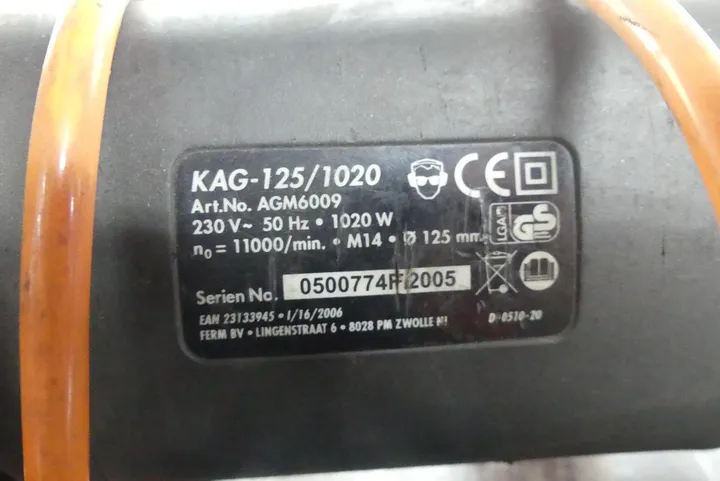 KAG-125/1020
CE
Art.No. AGM6009
230 V~ 50 Hz • 1020 W
n₀ = 11000/min. • M14 • Ø 125 mm
LGA GS
Serien No. 0500774F/2005
EAN 23133945 • I/16/2006
FERM BV • LINGENSTRAAT 6 • 8028 PM ZWOLLE NL
D-0510-20